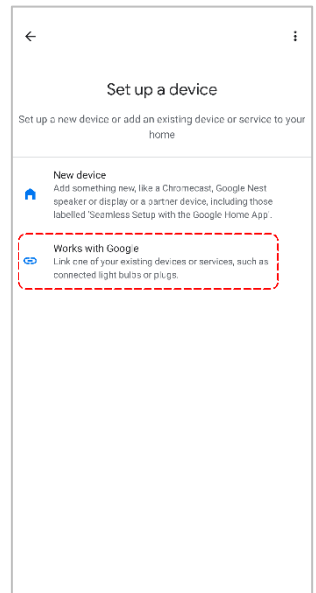 Set up a device
Set up a new device or add an existing device or service to your
home
New device
Add something new, like a Chromecast, Google Nest
speaker or display or a partner device, including those
labelled 'Seamless Setup with the Google Home App'.
Works with Google
Link one of your existing devices or services, such as
connected light bulbs or plugs.